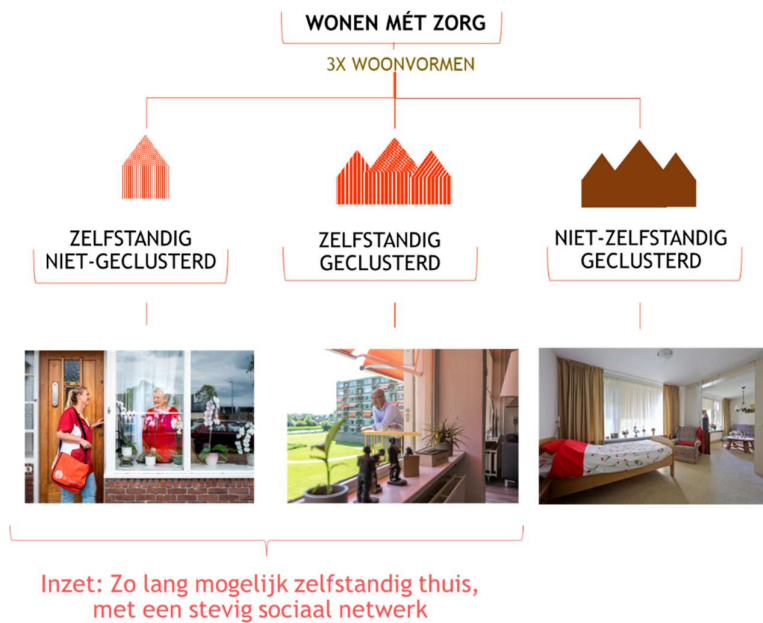 WONEN MÉT ZORG
3X WOONVORMEN
ZELFSTANDIG
NIET-GECLUSTERD
ZELFSTANDIG
GECLUSTERD
NIET-ZELFSTANDIG
GECLUSTERD
Inzet: Zo lang mogelijk zelfstandig thuis,
met een stevig sociaal netwerk